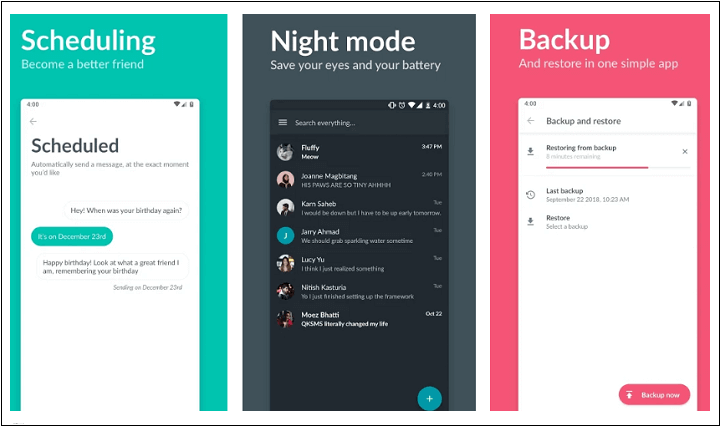 Scheduling
Become a better friend
4:00
Scheduled
Automatically send a message, at the exact moment
you'd like
Hey! When was your birthday again?
It's on December 23rd
Happy birthday! Look at what a great friend I
am, remembering your birthday
Sending on December 23rd
Night mode
Save your eyes and your battery
4:00
Search everything...
Fluffy
3:47 PM
Meow
Joanne Magbitang
2:40 PM
HIS PAWS ARE SO TINY AHHHH
Karn Saheb
Tue
I would be down but I have to be up early tomorrow.
J
Jarry Ahmad
Tue
We should grab sparkling water sometime
Lucy Yu
Tue
I think I just realized something
Nitish Kasturia
Tue
Yo I just finished setting up the framework
Moez Bhatti
Oct 22
QKSMS literally changed my life
Backup
And restore in one simple app
4:00
Backup and restore
Restoring from backup
8 minutes remaining
Last backup
September 22 2018, 10:23 AM
Restore
Select a backup
Backup now